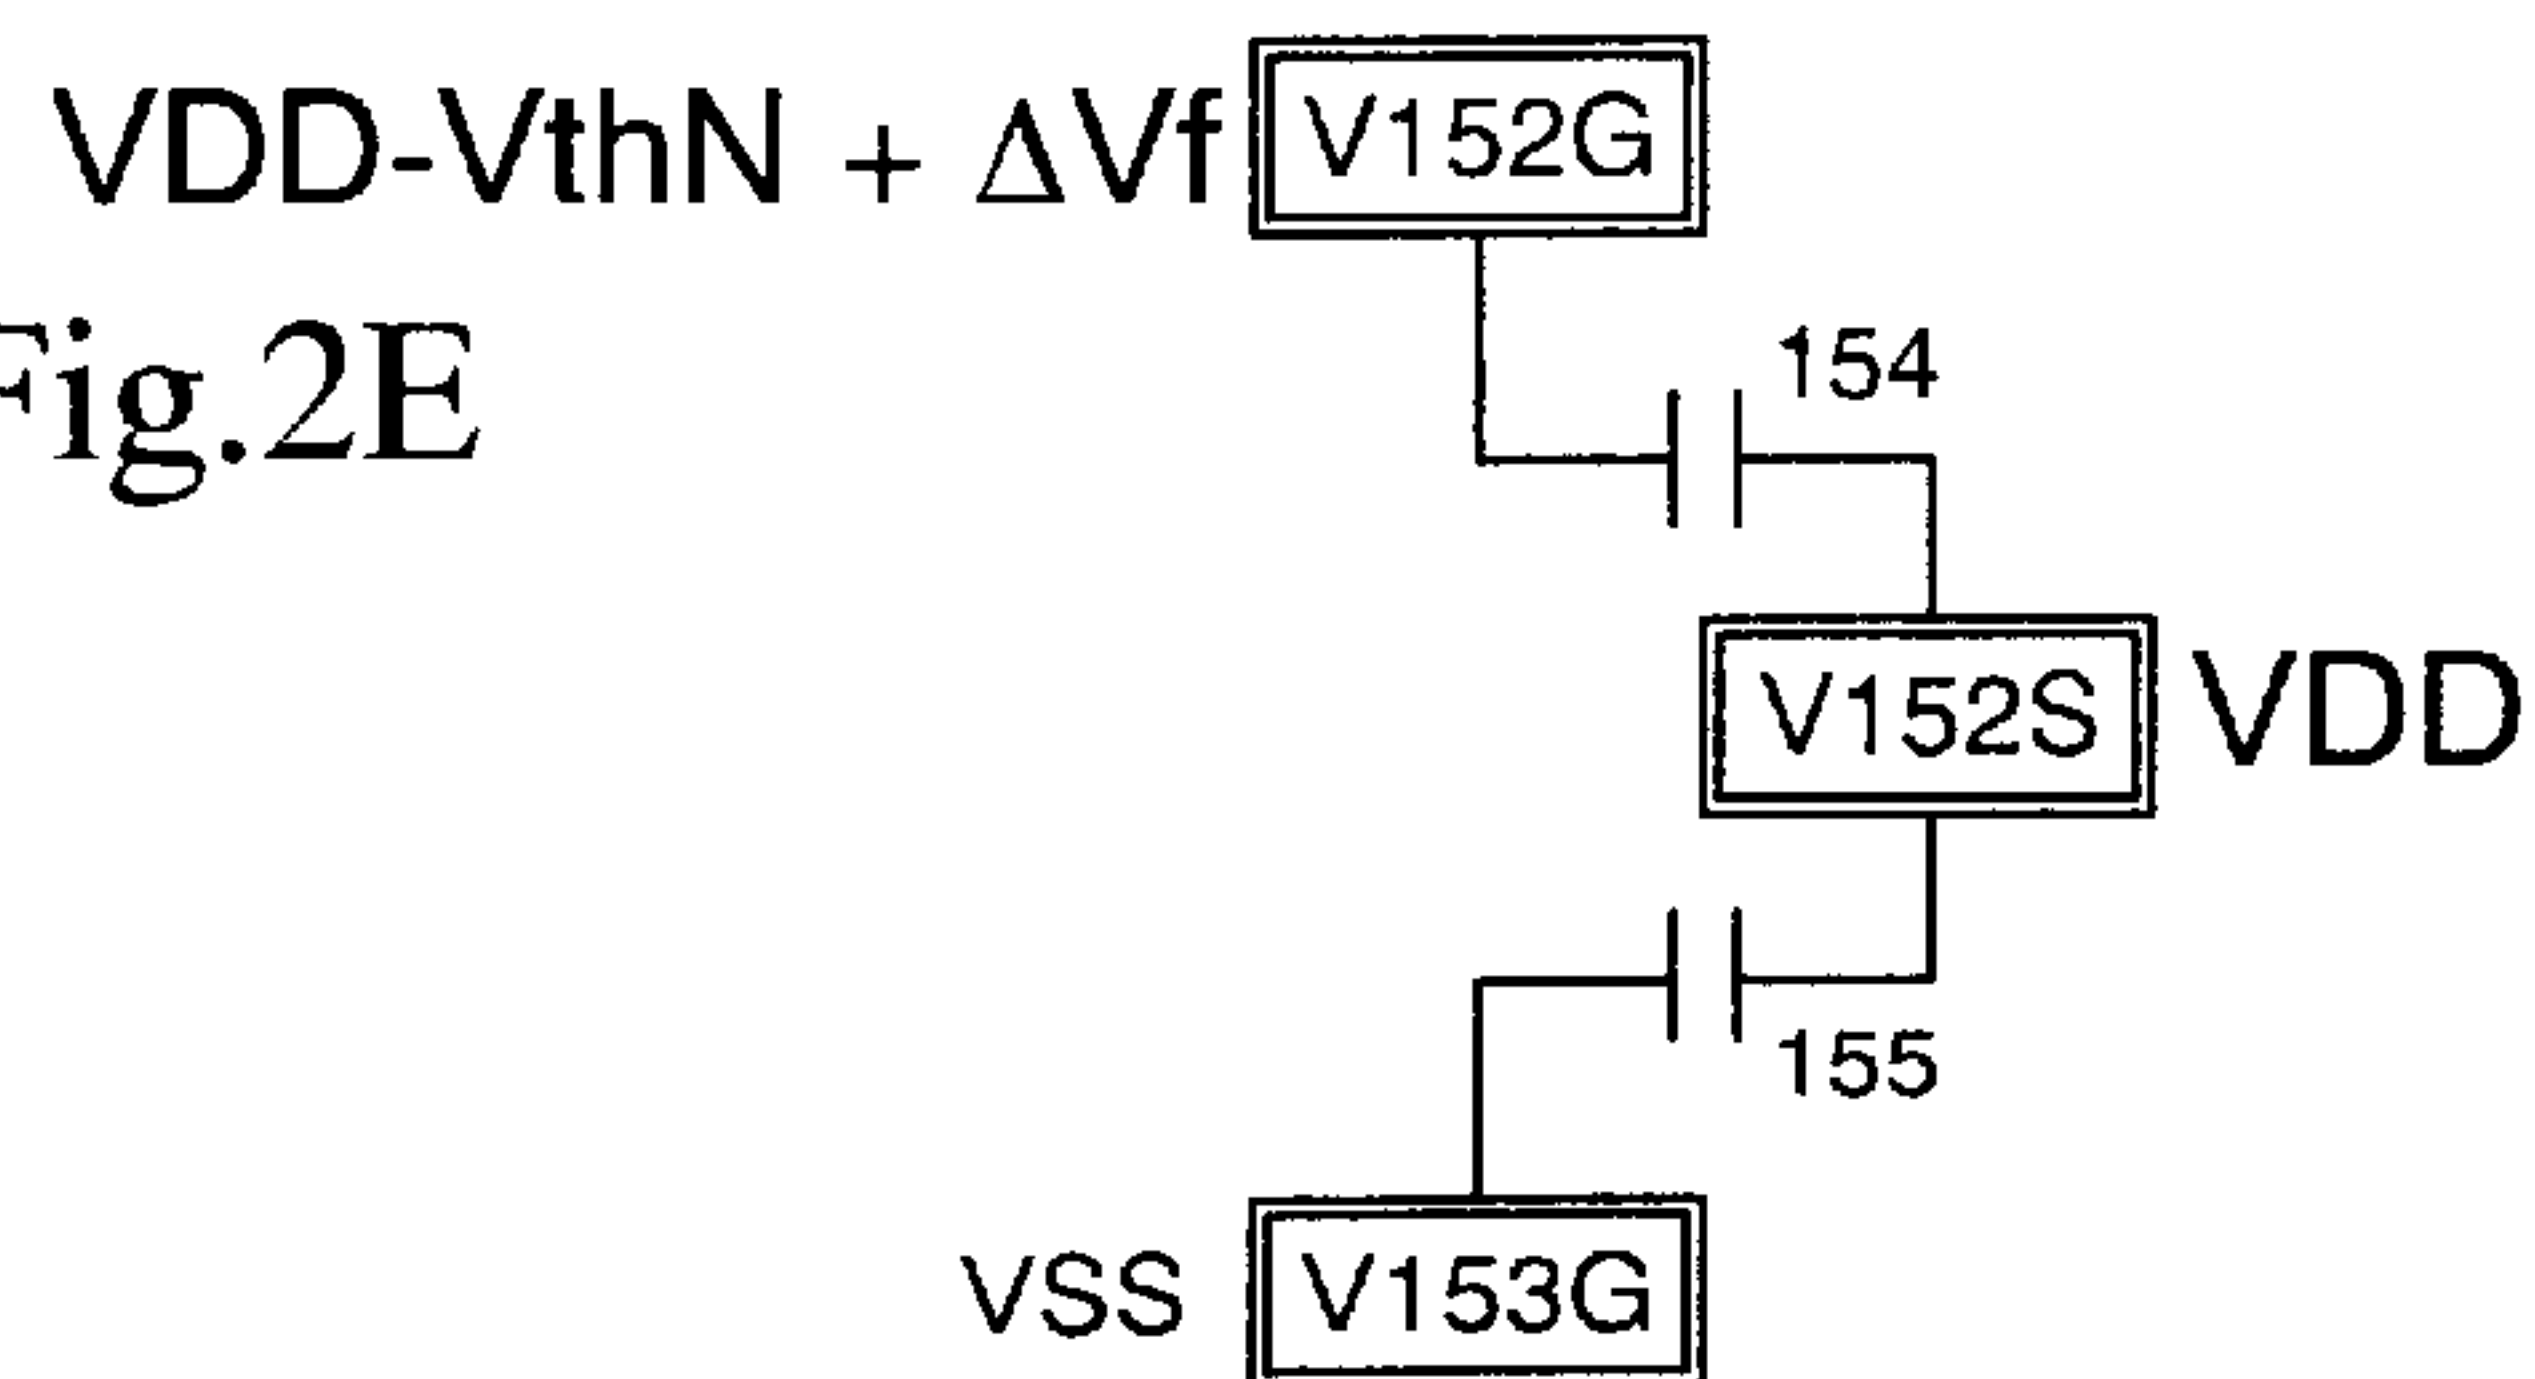 VDD-VthN + ΔVf V152G
Fig.2E
154
V152S VDD
155
VSS V153G